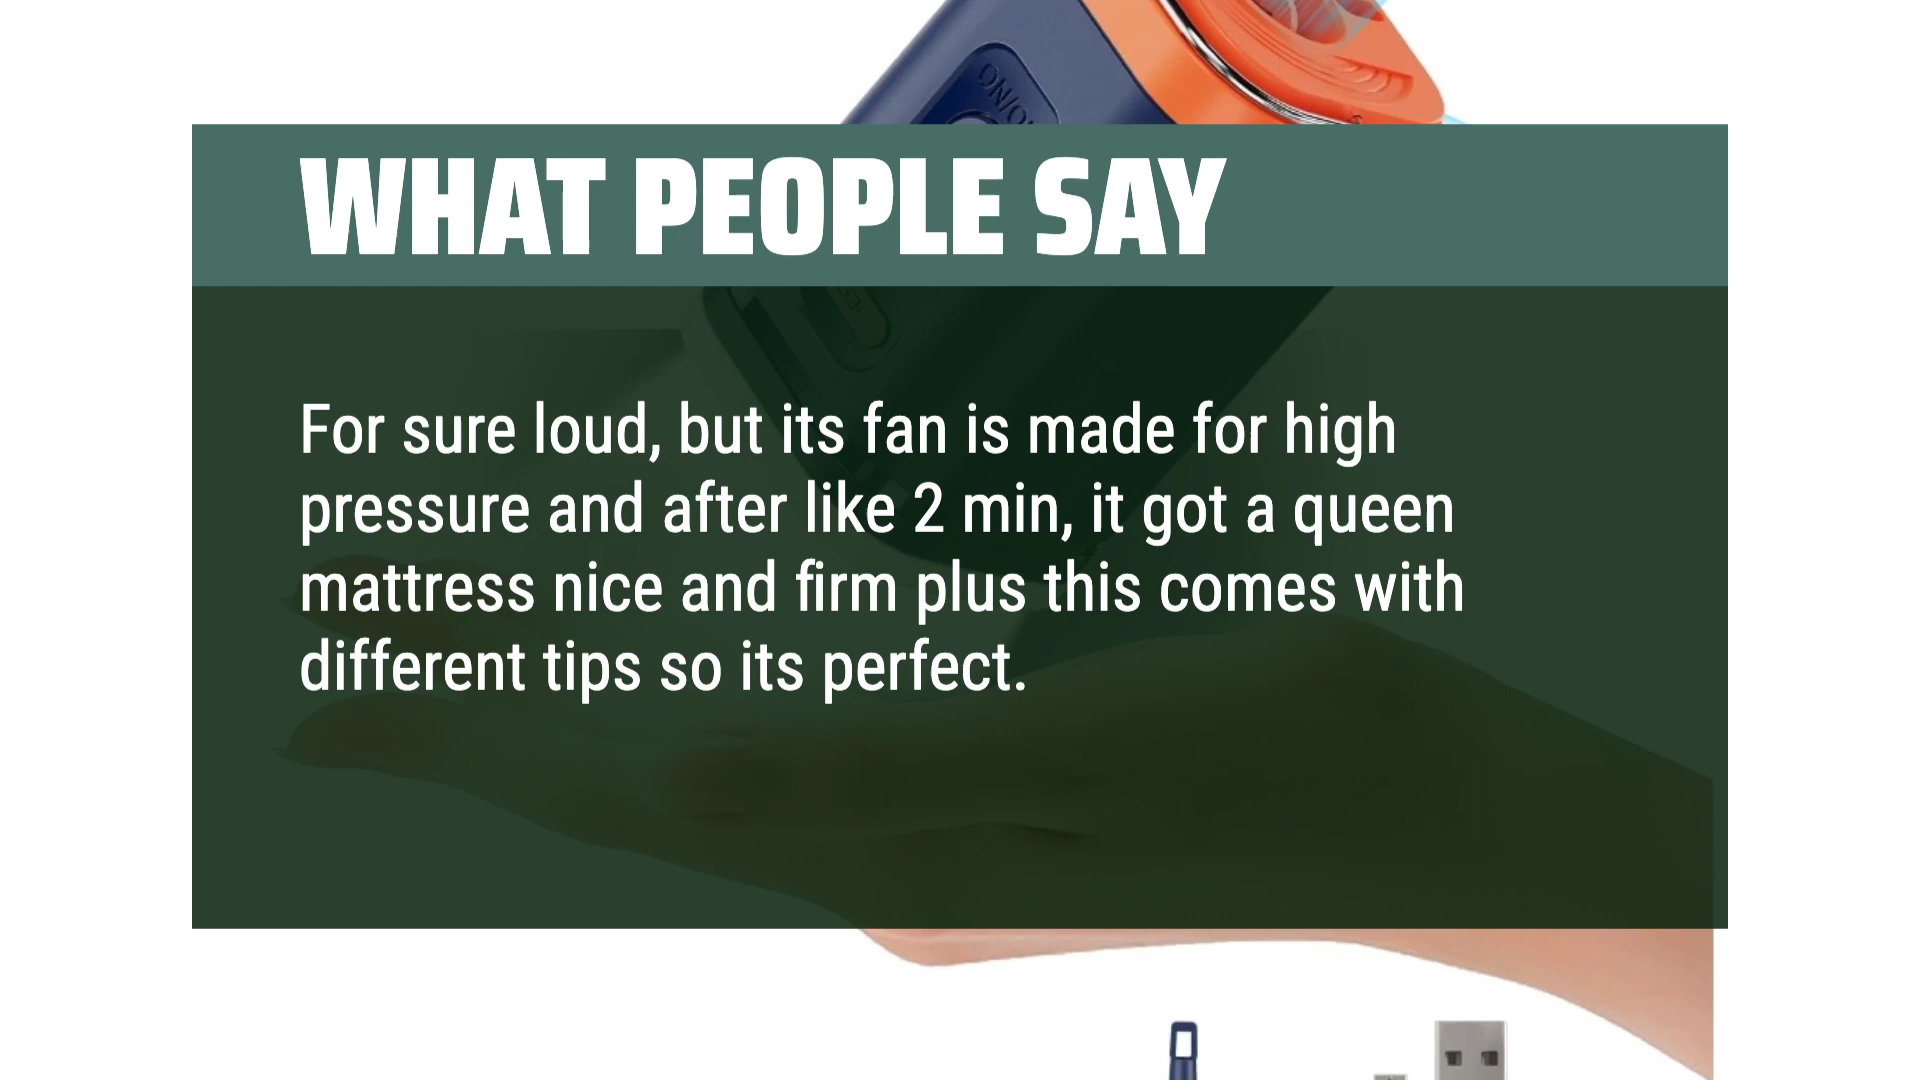 WHAT PEOPLE SAY
For sure loud, but its fan is made for high
pressure and after like 2 min, it got a queen
mattress nice and firm plus this comes with
different tips so its perfect.